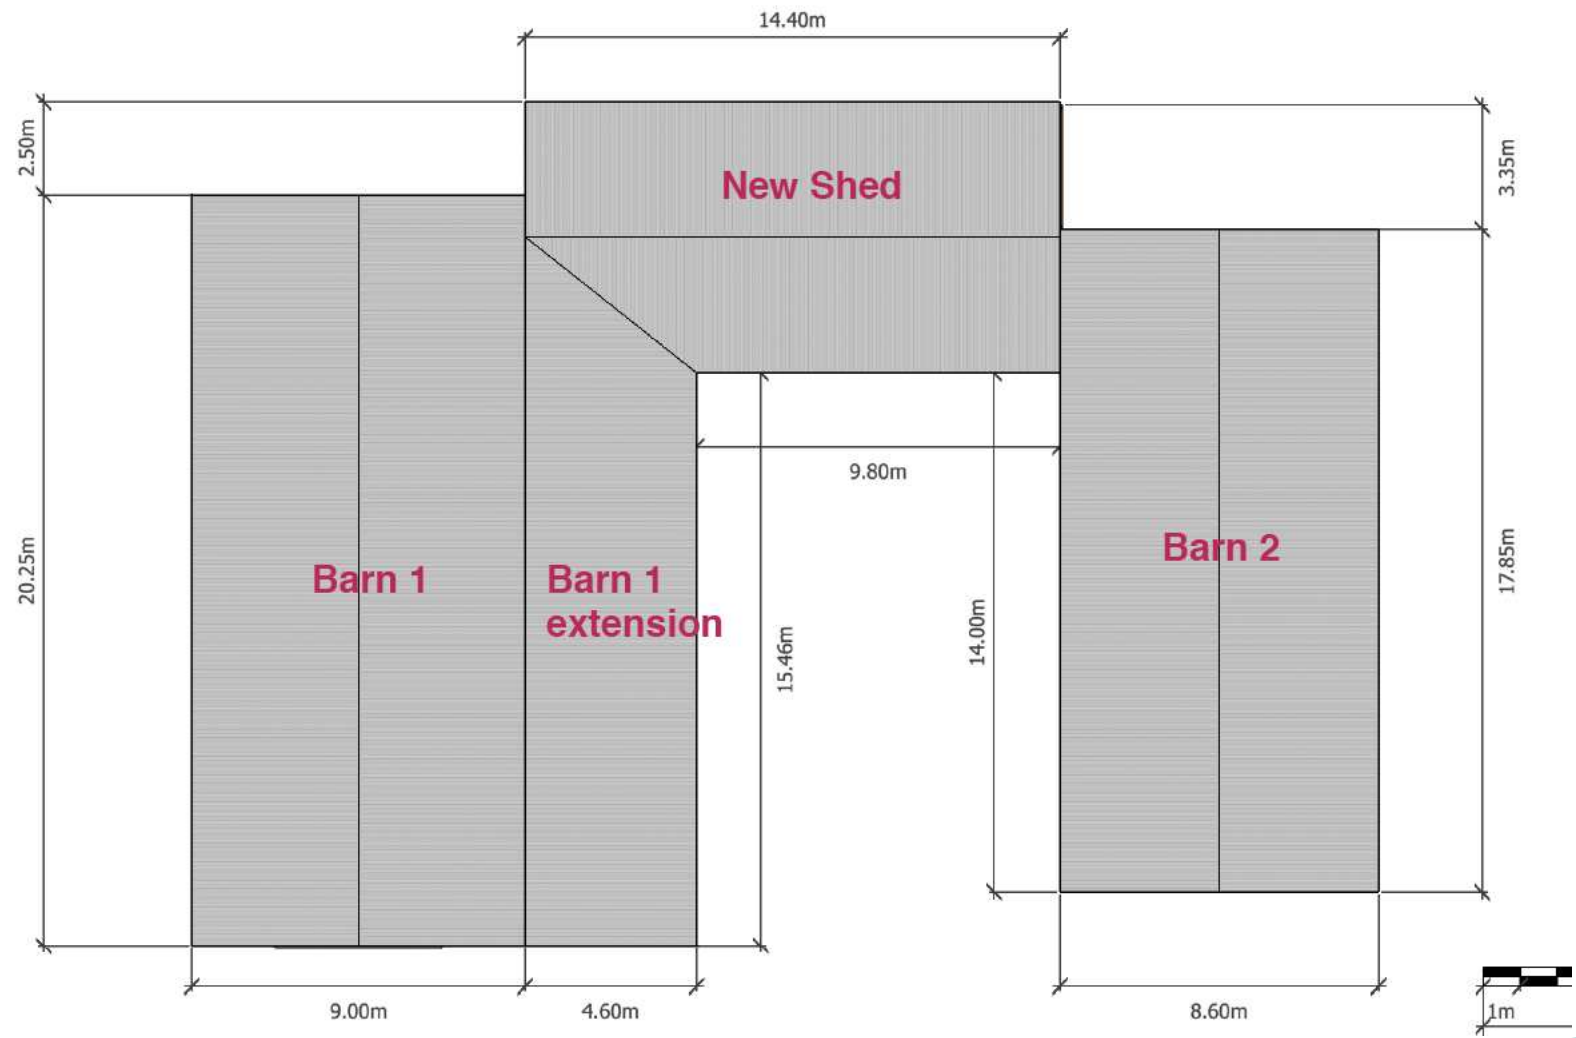 14.40m
2.50m
3.35m
New Shed
9.80m
20.25m
Barn 1
Barn 1
extension
15.46m
14.00m
Barn 2
17.85m
9.00m
4.60m
8.60m
1m